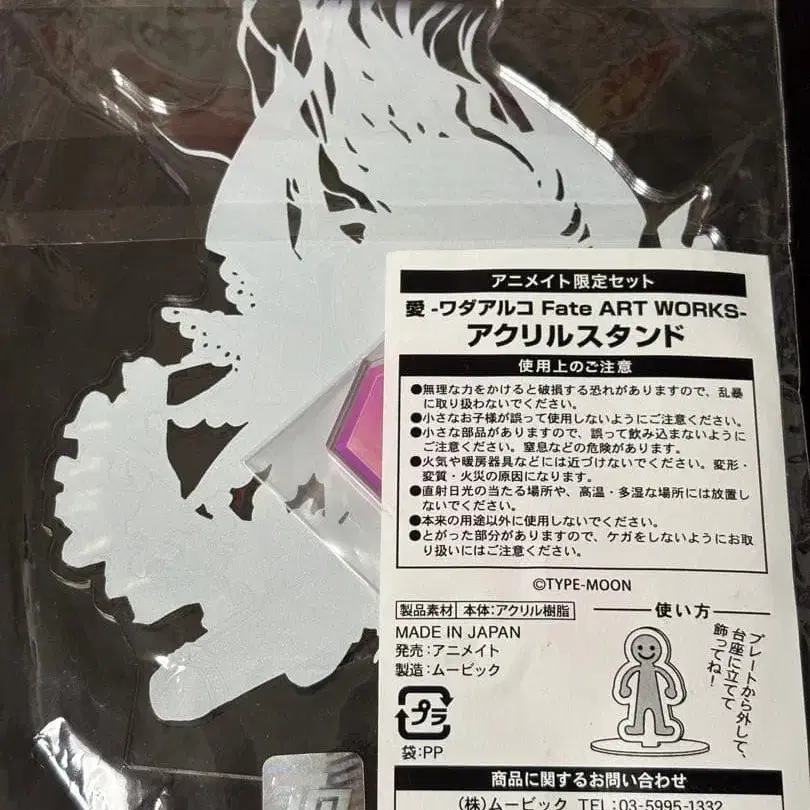 アニメイト限定セット
愛 -ワダアルコ Fate ART WORKS-
アクリルスタンド
使用上のご注意
●無理な力をかけると破損する恐れがありますので、乱暴
に取り扱わないでください。
●小さなお子様が誤って使用しないようにご注意ください。
●小さな部品がありますので、誤って飲み込まないように
ご注意ください。窒息などの危険があります。
●火気や暖房器具などには近づけないでください。変形・
変質・火災の原因になります。
●直射日光の当たる場所や、高温・多湿な場所には放置し
ないでください。
●本来の用途以外に使用しないでください。
●とがった部分がありますので、ケガをしないようにお取
り扱いにはご注意ください。
©TYPE-MOON
製品素材 本体:アクリル樹脂
MADE IN JAPAN
発売:アニメイト
製造:ムービック
プラ
袋:PP
使い方
プレートから外して、
台座に立てて
飾ってね!
商品に関するお問い合わせ
(株)ムービック TEL:03-5995-1332